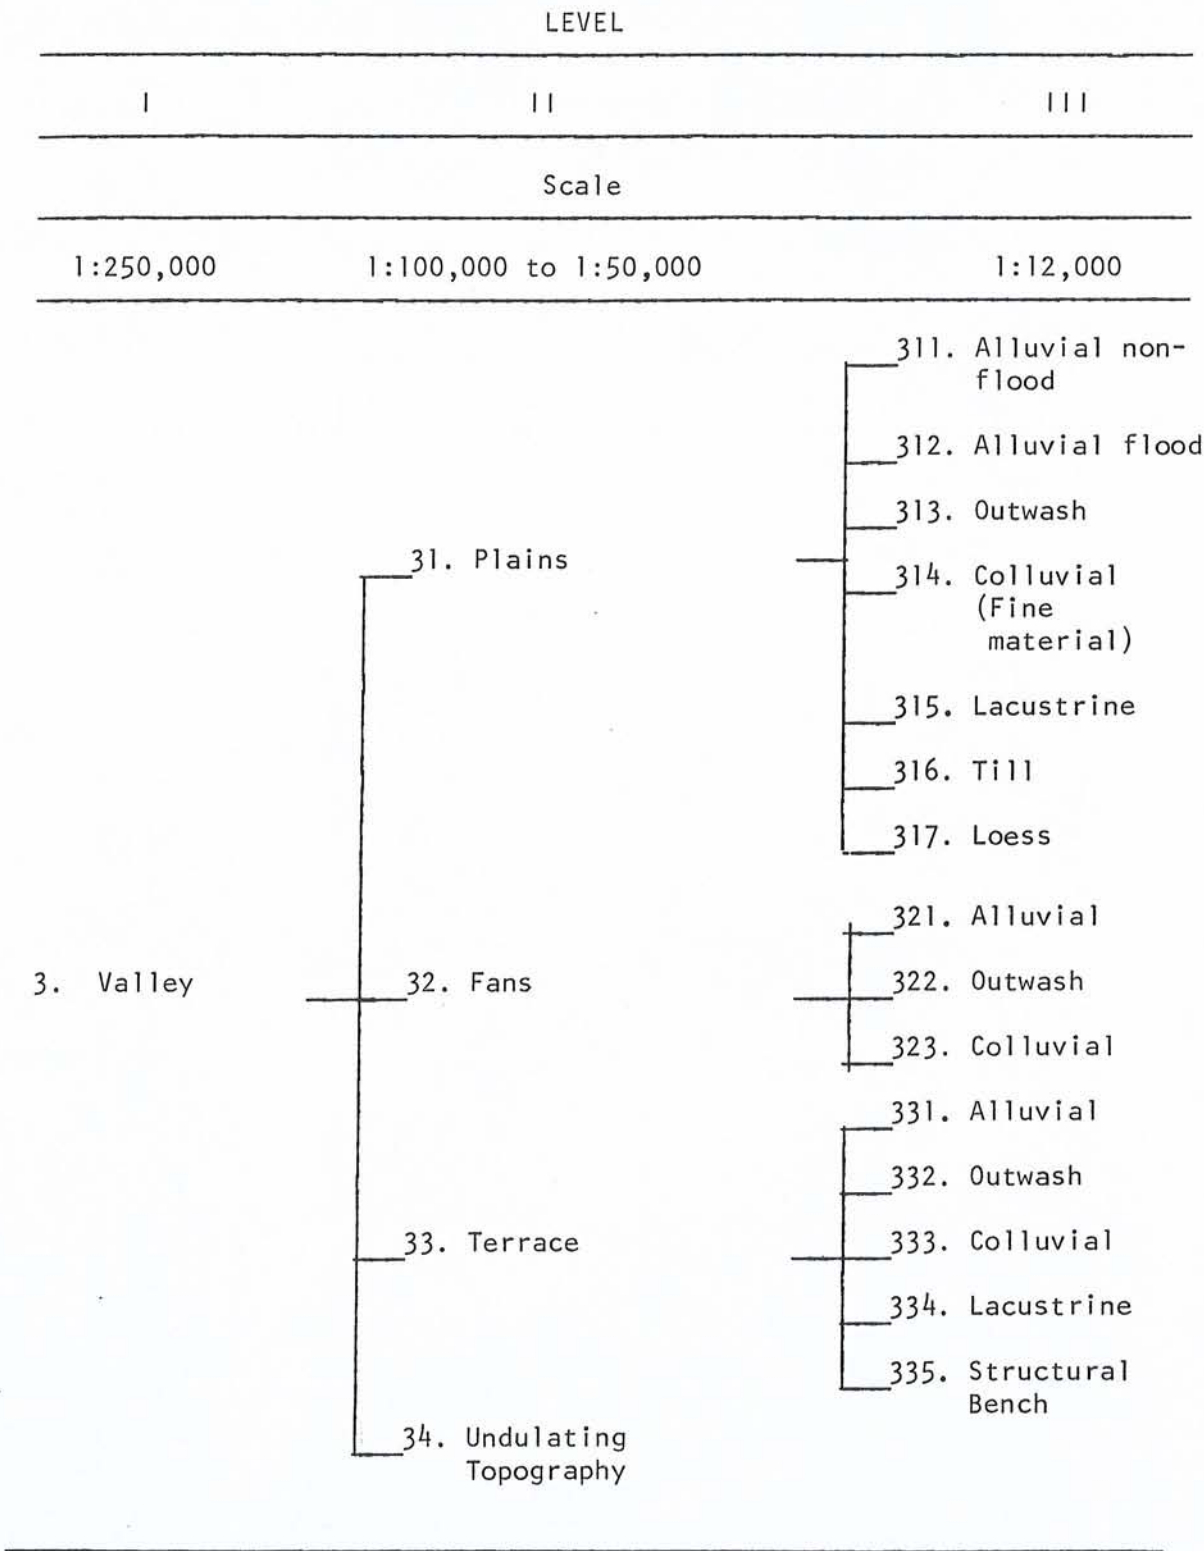 LEVEL
I II III
Scale
1:250,000 1:100,000 to 1:50,000 1:12,000
311. Alluvial non-
flood
312. Alluvial flood
313. Outwash
31. Plains
314. Colluvial
(Fine
material)
315. Lacustrine
316. Till
317. Loess
321. Alluvial
3. Valley 32. Fans 322. Outwash
323. Colluvial
331. Alluvial
332. Outwash
33. Terrace 333. Colluvial
334. Lacustrine
335. Structural
Bench
34. Undulating
Topography